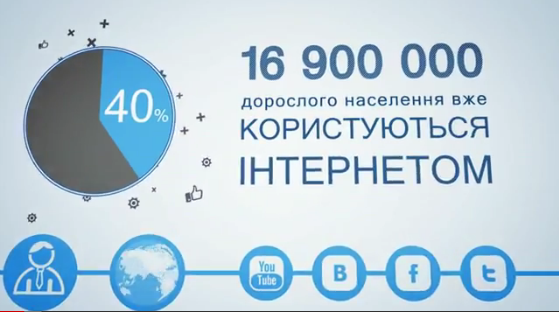 40%
16 900 000
дорослого населення вже
КОРИСТУЮТЬСЯ
ІНТЕРНЕТОМ
You
Tube
B
f
t